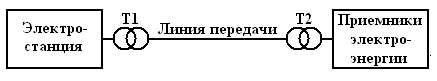 Электро-
станция
Т1
Линия передачи
Т2
Приемники
электро-
энергии